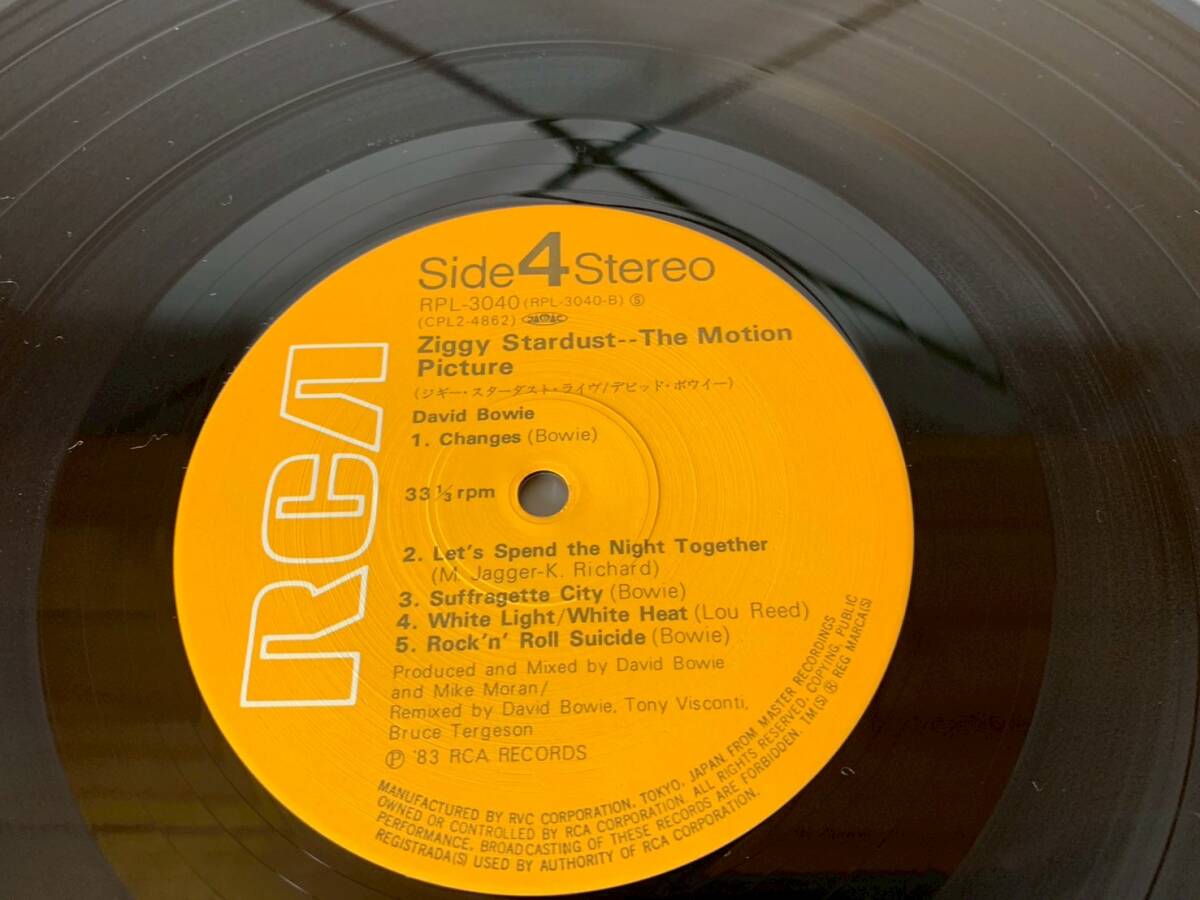 RCA
Side 4 Stereo
RPL-3040 (RPL-3040-B) Ⓢ
(CPL2-4862) JASRAC
Ziggy Stardust--The Motion
Picture
(ジギー・スターダスト・ライヴ/デビッド・ボウイー)
David Bowie
1. Changes (Bowie)
33 ⅓ rpm
2. Let's Spend the Night Together
(M. Jagger-K. Richard)
3. Suffragette City (Bowie)
4. White Light/White Heat (Lou Reed)
5. Rock'n' Roll Suicide (Bowie)
Produced and Mixed by David Bowie
and Mike Moran/
Remixed by David Bowie, Tony Visconti,
Bruce Tergeson
Ⓟ '83 RCA RECORDS
MANUFACTURED BY RVC CORPORATION, TOKYO, JAPAN. FROM MASTER RECORDINGS
OWNED OR CONTROLLED BY RCA CORPORATION. ALL RIGHTS RESERVED. COPYING, PUBLIC
PERFORMANCE, BROADCASTING OF THESE RECORDS ARE FORBIDDEN. TM(S) ® REG MARCA(S)
REGISTRADA(S) USED BY AUTHORITY OF RCA CORPORATION.